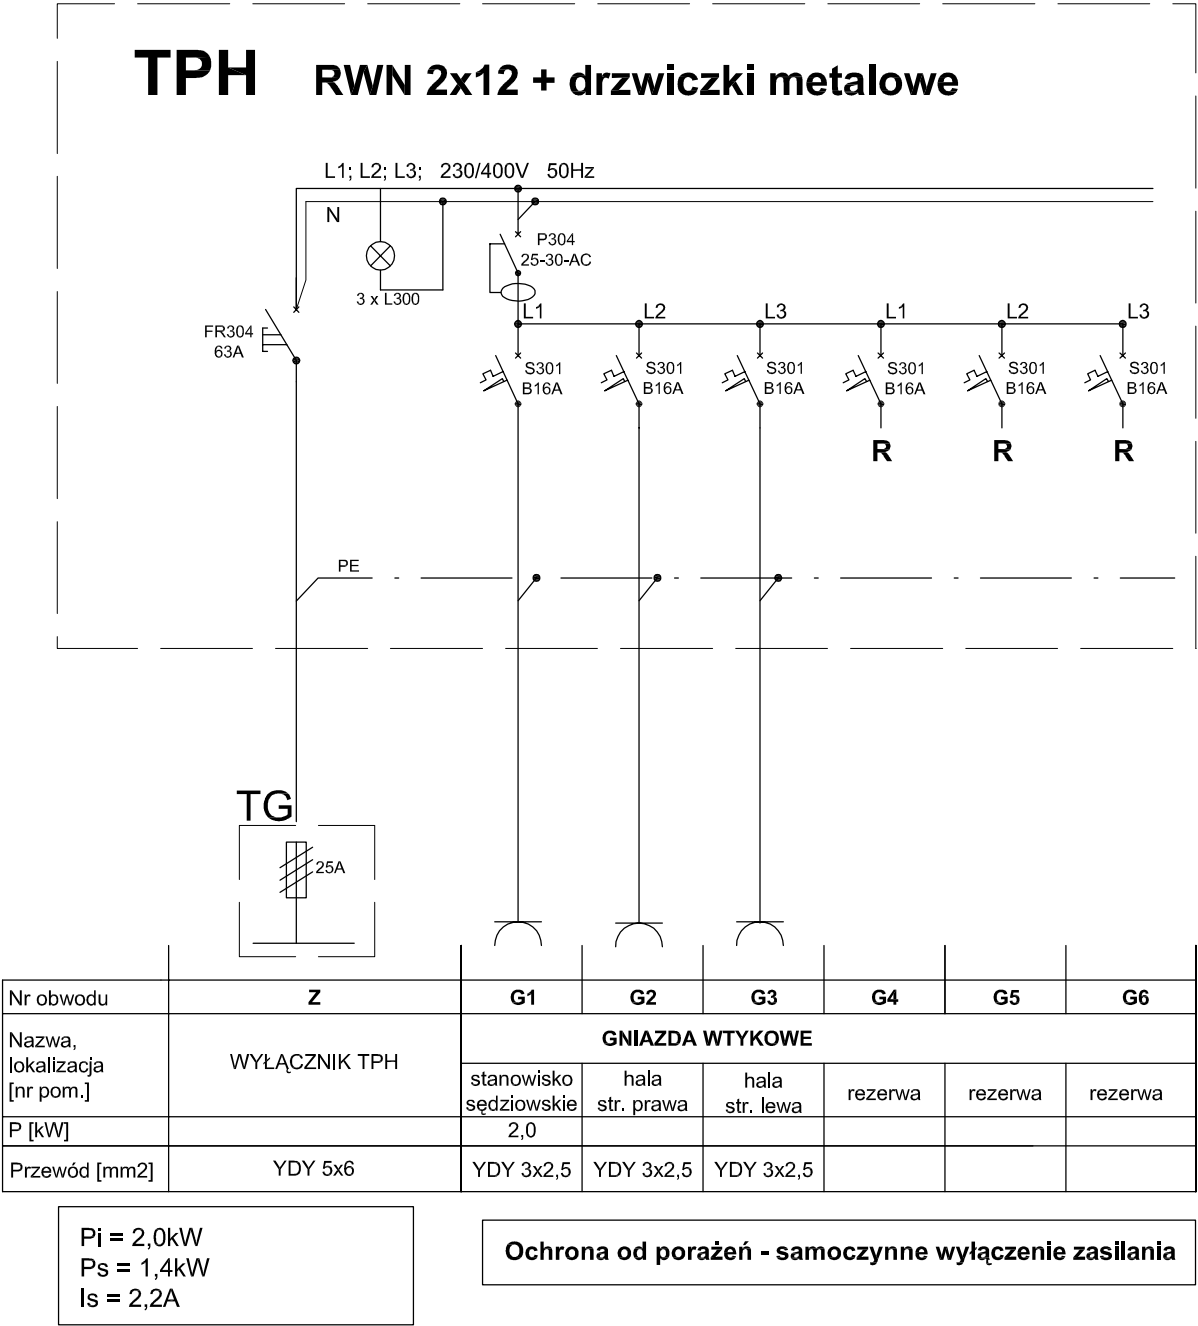 TPH RWN 2x12 + drzwiczki metalowe
L1; L2; L3; 230/400V 50Hz
N
P304
25-30-AC
3 x L300
FR304
63A
L1 L2 L3 L1 L2 L3
S301 S301 S301 S301 S301 S301
B16A B16A B16A B16A B16A B16A
R R R
PE
TG
25A
Nr obwodu Z G1 G2 G3 G4 G5 G6
Nazwa,
lokalizacja
[nr pom.]
WYŁĄCZNIK TPH
GNIAZDA WTYKOWE
stanowisko
sędziowskie
hala
str. prawa
hala
str. lewa
rezerwa
rezerwa
rezerwa
P [kW] 2,0
Przewód [mm2] YDY 5x6 YDY 3x2,5 YDY 3x2,5 YDY 3x2,5
Pi = 2,0kW
Ps = 1,4kW
Is = 2,2A
Ochrona od porażeń - samoczynne wyłączenie zasilania